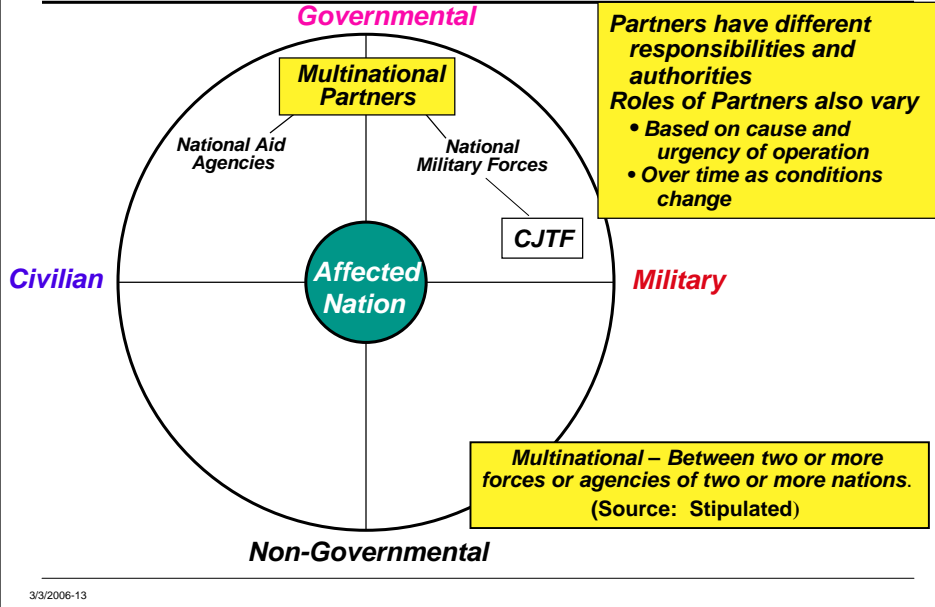 Governmental
Partners have different
responsibilities and
authorities
Roles of Partners also vary
• Based on cause and
urgency of operation
• Over time as conditions
change
Multinational
Partners
National Aid
Agencies
National
Military Forces
CJTF
Civilian
Affected
Nation
Military
Multinational – Between two or more
forces or agencies of two or more nations.
(Source: Stipulated)
Non-Governmental
3/3/2006-13